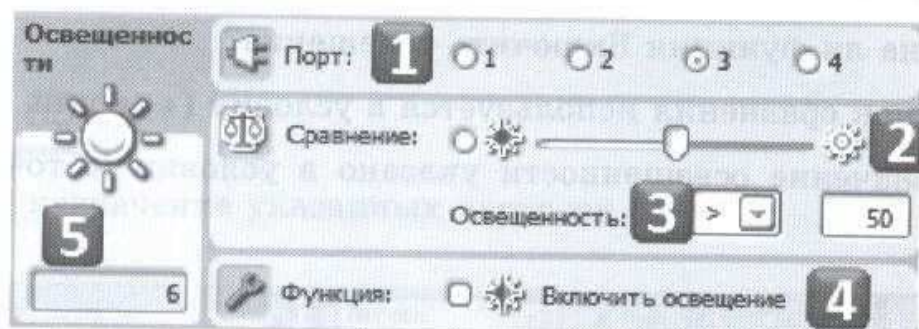 Освещеннос
ти
Порт: 1 1 2 3 4
Сравнение: 2
Освещенность: 3 > 50
5
6
Функция: Включить освещение 4